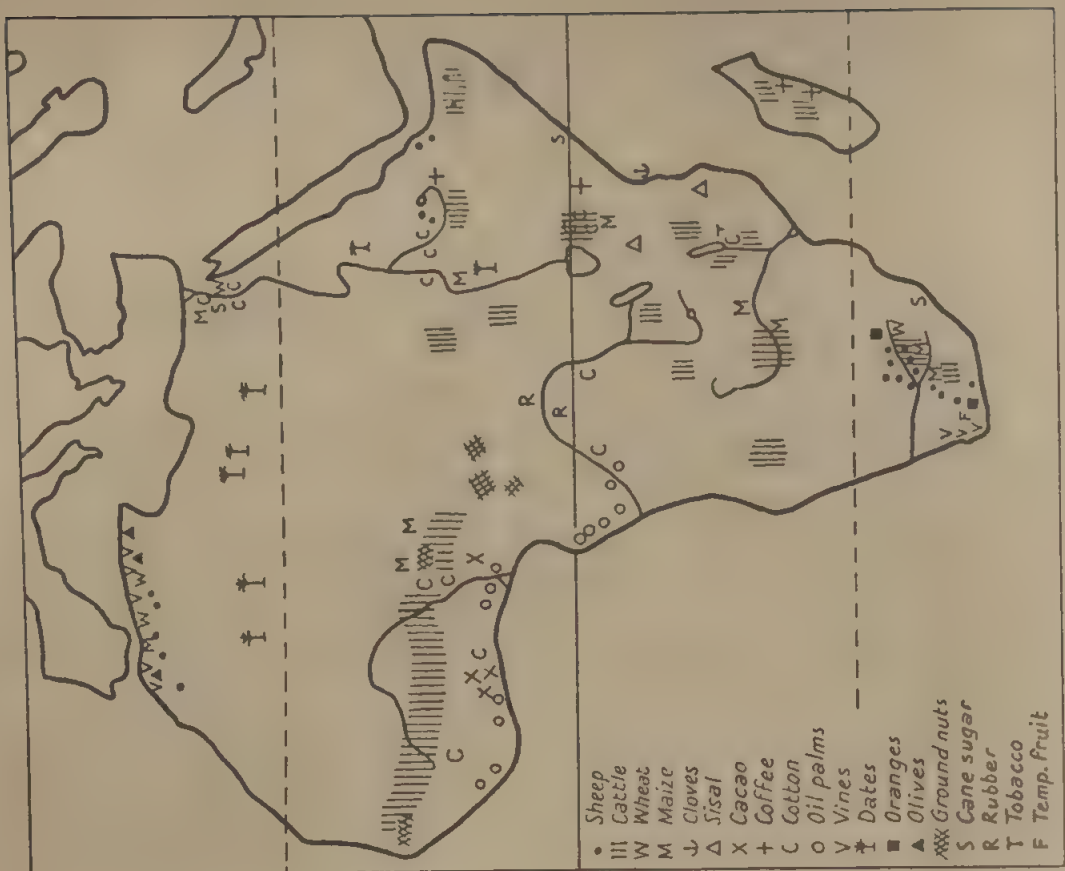 M C
S W
C
C
C
C
C
C
M
T
S
M M
C
C
X
C
X X
X X
C
R
R
C
C
C M
C T
M
M
S
W
M
M
V
V F
V
Sheep
Cattle
W Wheat
M Maize
Cloves
Sisal
X Cacao
+ Coffee
C Cotton
O Oil palms
V Vines
Dates
Oranges
Olives
Ground nuts
S Cane sugar
R Rubber
T Tobacco
F Temp. fruit